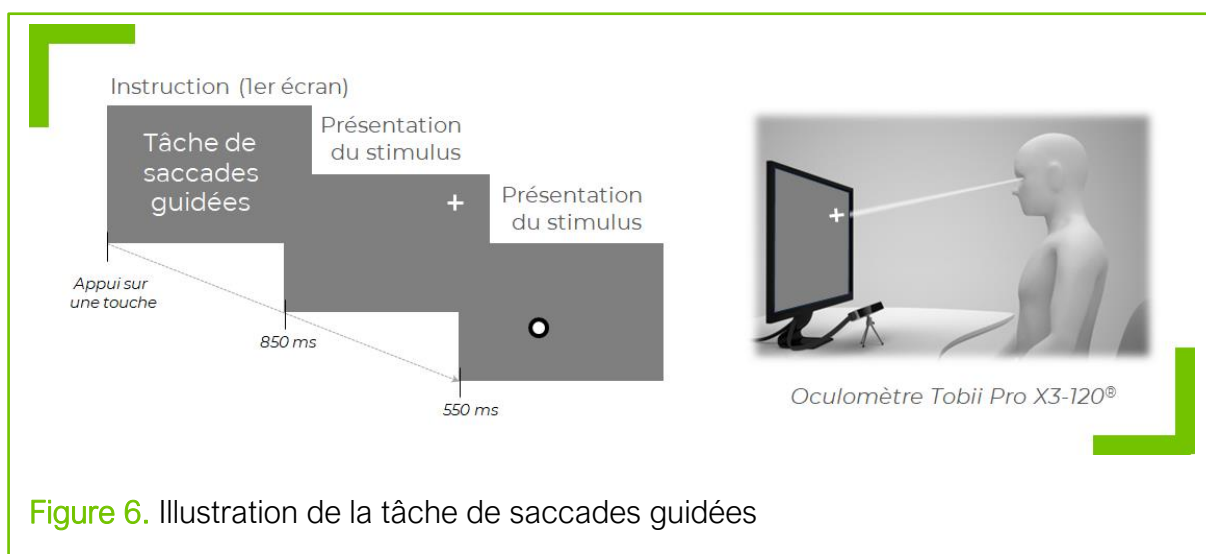 Instruction (1er écran)
Tâche de
saccades
guidées
Présentation
du stimulus
Présentation
du stimulus
Appui sur
une touche
850 ms
550 ms
Oculomètre Tobii Pro X3-120®
Figure 6. Illustration de la tâche de saccades guidées